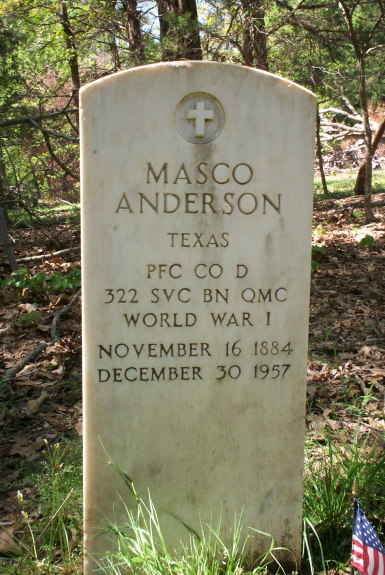 MASCO
ANDERSON
TEXAS
PFC CO D
322 SVC BN QMC
WORLD WAR I
NOVEMBER 16 1884
DECEMBER 30 1957